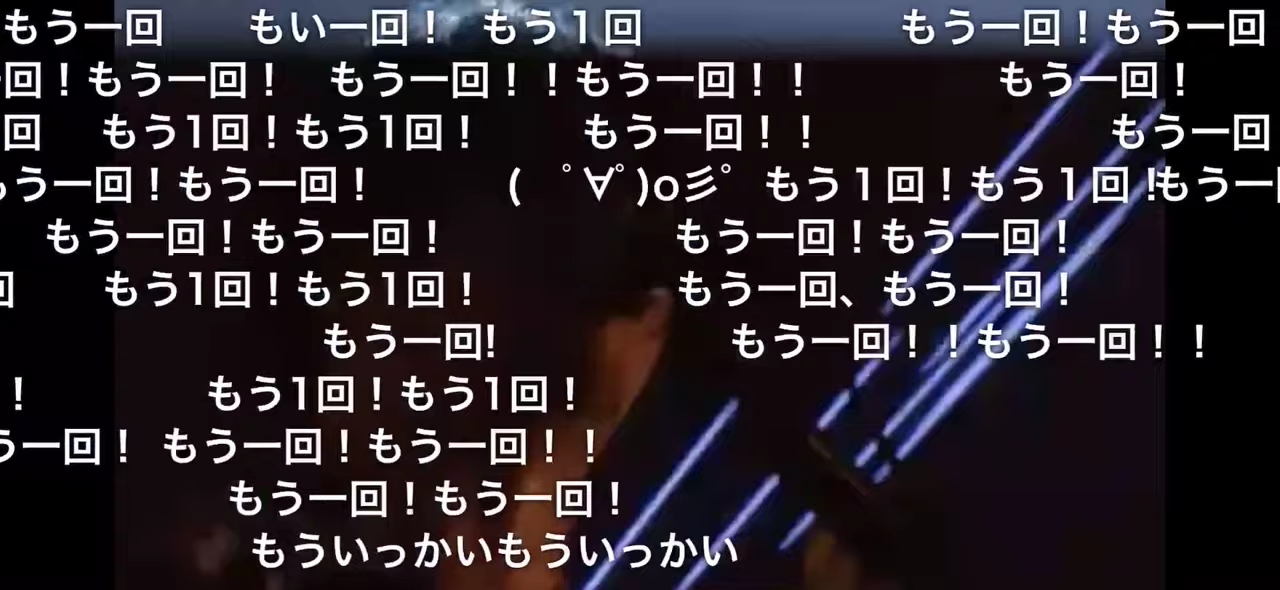 もう一回 もい一回！ もう１回 もう一回！もう一回
回！もう一回！ もう一回！！もう一回！！ もう一回！
回 もう1回！もう1回！ もう一回！！ もう一回
もう一回！もう一回！ ( ﾟ∀ﾟ)o彡ﾟ もう１回！もう１回！もう一
もう一回！もう一回！ もう一回！もう一回！
回 もう1回！もう1回！ もう一回、もう一回！
もう一回! もう一回！！もう一回！！
！ もう1回！もう1回！
う一回！ もう一回！もう一回！！
もう一回！もう一回！
もういっかいもういっかい